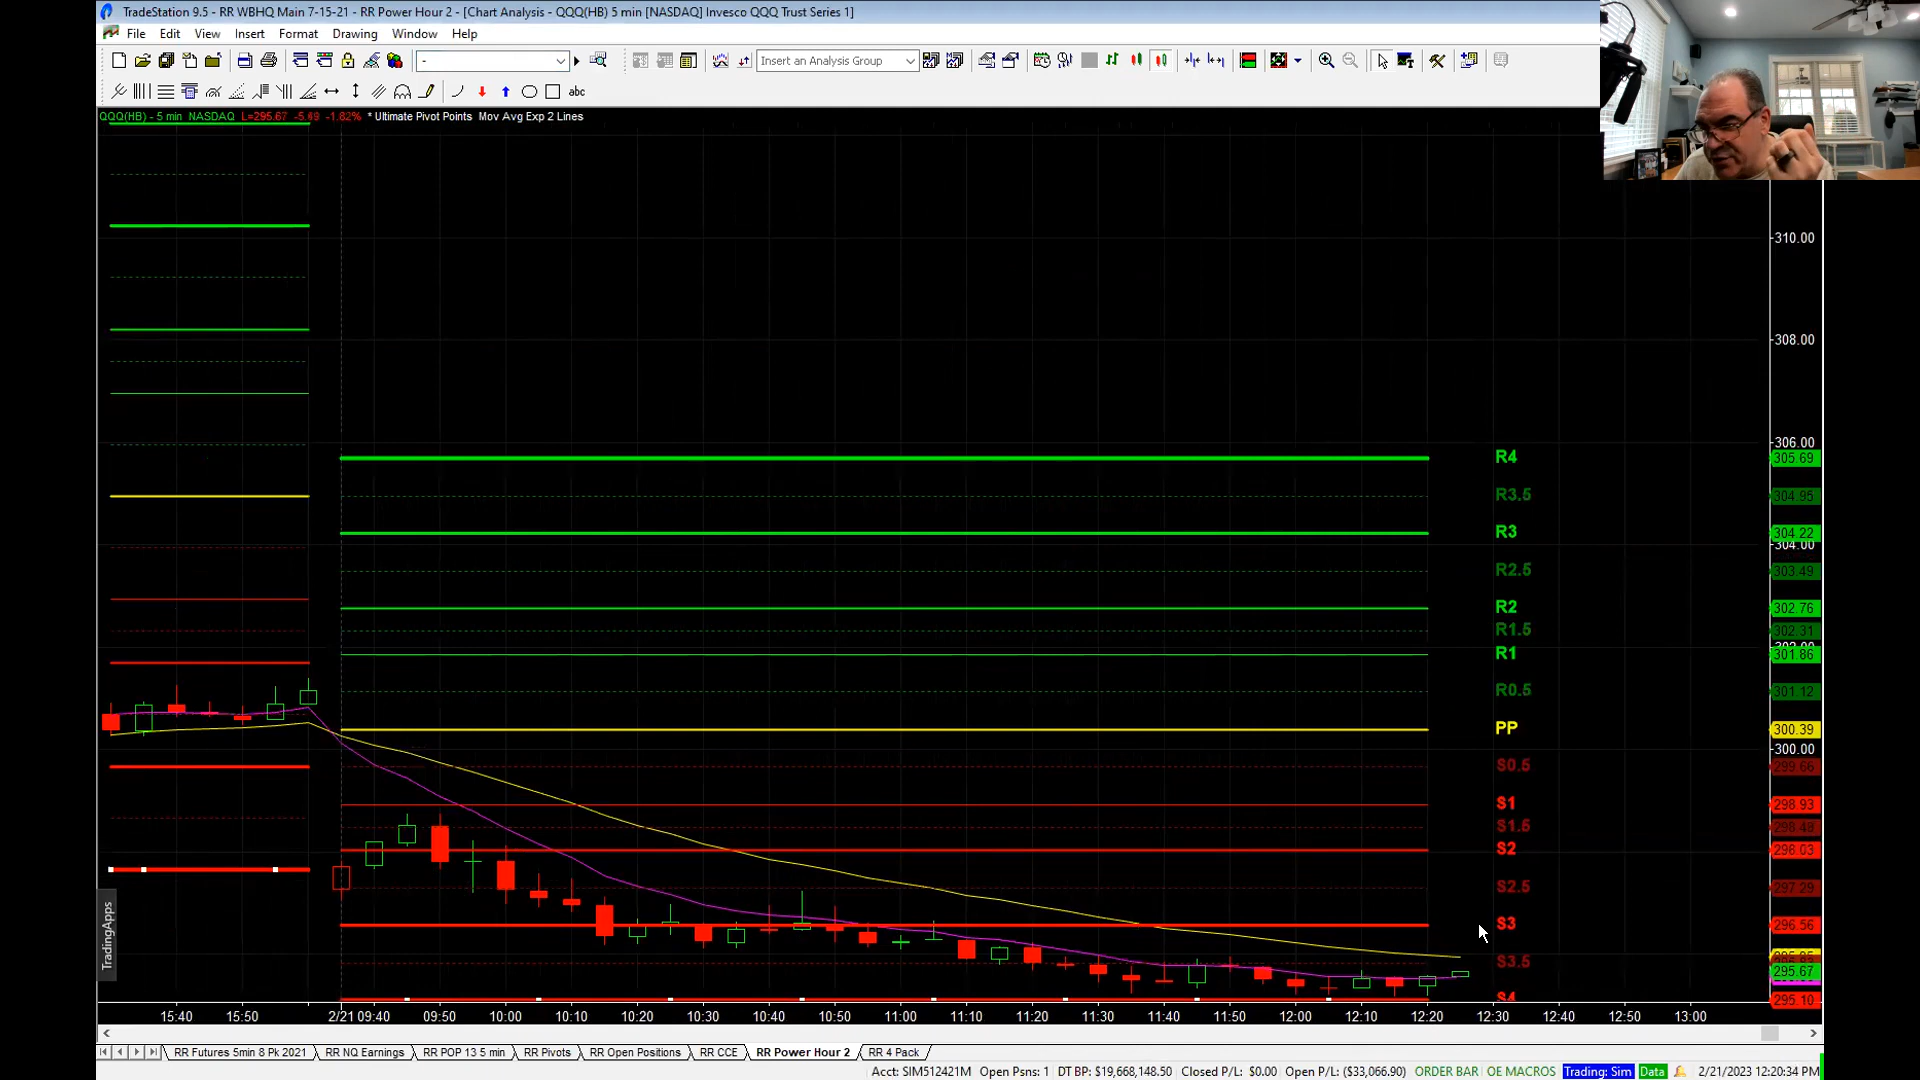 TradeStation 9.5 - RR WBHQ Main 7-15-21 - RR Power Hour 2 - [Chart Analysis - QQQ(HB) 5 min [NASDAQ] Invesco QQQ Trust Series 1]
File Edit View Insert Format Drawing Window Help
- Insert an Analysis Group
abc
QQQ(HB) - 5 min NASDAQ L=295.67 -5.49 -1.82% * Ultimate Pivot Points Mov Avg Exp 2 Lines
310.00
308.00
306.00
R4 305.69
R3.5 304.95
R3 304.22
304.00
R2.5 303.49
R2 302.76
R1.5 302.31
R1 301.86
R0.5 301.12
PP 300.39
300.00
S0.5 299.66
S1 298.93
S1.5 298.48
S2 298.03
S2.5 297.29
S3 296.56
S3.5
295.67
S4 295.10
TradingApps
15:40 15:50 2/21 09:40 09:50 10:00 10:10 10:20 10:30 10:40 10:50 11:00 11:10 11:20 11:30 11:40 11:50 12:00 12:10 12:20 12:30 12:40 12:50 13:00
RR Futures 5min 8 Pk 2021 RR NQ Earnings RR POP 13 5 min RR Pivots RR Open Positions RR CCE RR Power Hour 2 RR 4 Pack
Acct: SIM512421M Open Psns: 1 DT BP: $19,668,148.50 Closed P/L: $0.00 Open P/L: ($33,066.90) ORDER BAR OE MACROS Trading: Sim Data 2/21/2023 12:20:34 PM